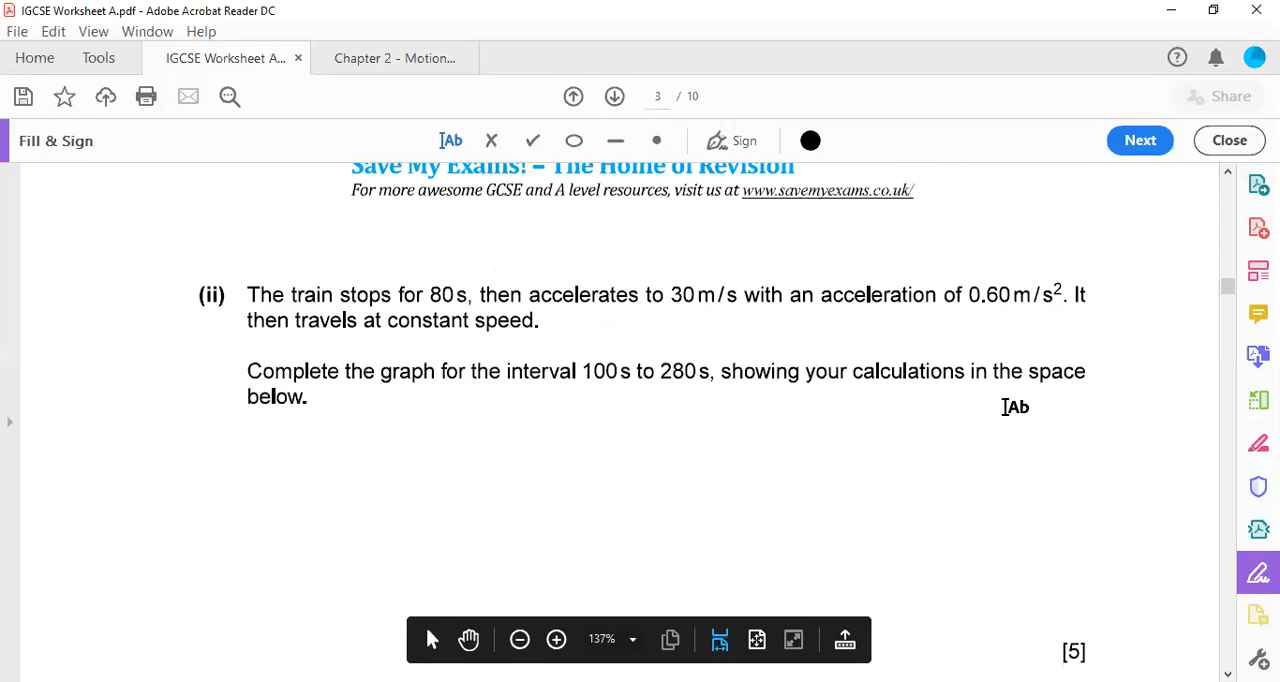 IGCSE Worksheet A.pdf - Adobe Acrobat Reader DC
File Edit View Window Help
Home Tools IGCSE Worksheet A... × Chapter 2 - Motion...
3 / 10
Share
Fill & Sign
Ab
Sign
Next
Close
Save My Exams! – The Home of Revision
For more awesome GCSE and A level resources, visit us at www.savemyexams.co.uk/
(ii) The train stops for 80 s, then accelerates to 30 m / s with an acceleration of 0.60 m / s². It
then travels at constant speed.
Complete the graph for the interval 100 s to 280 s, showing your calculations in the space
below.
Ab
137%
[5]